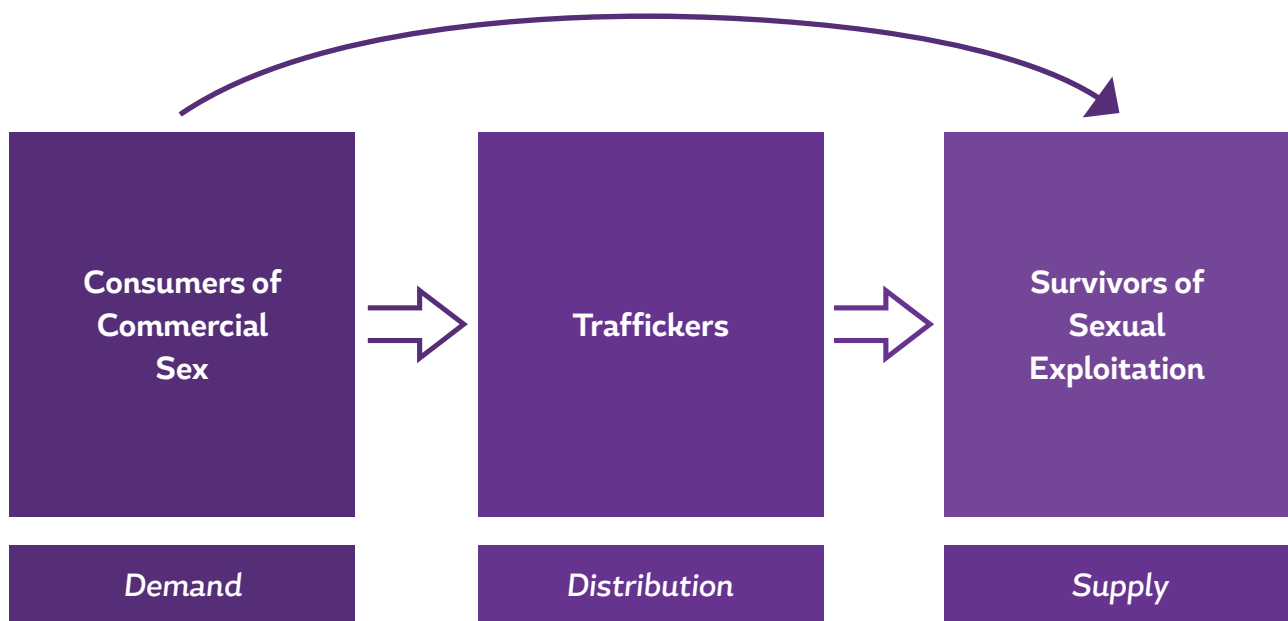 Consumers of
Commercial
Sex
Traffickers
Survivors of
Sexual
Exploitation
Demand
Distribution
Supply